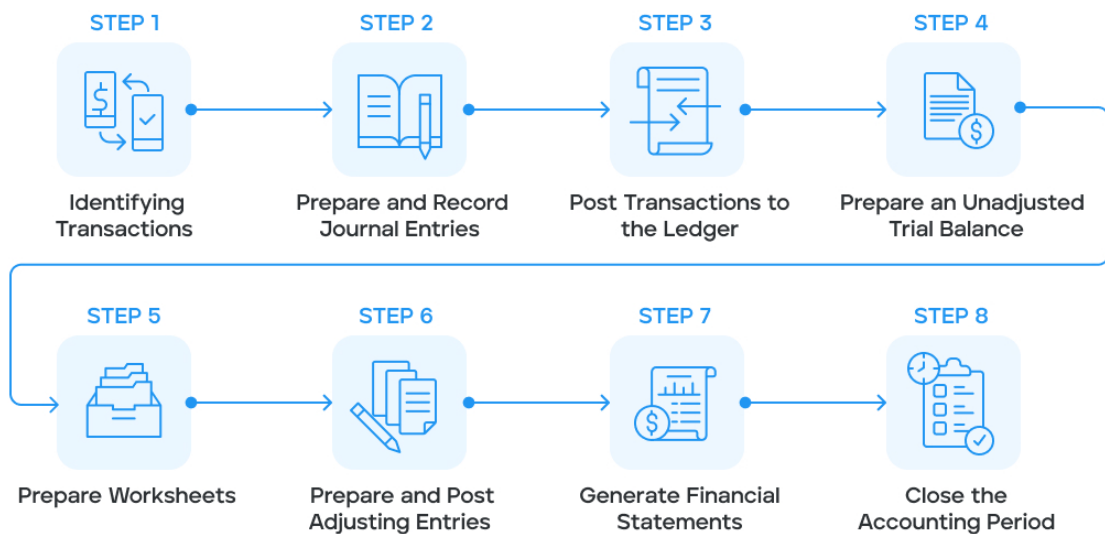 STEP 1
Identifying
Transactions
STEP 2
Prepare and Record
Journal Entries
STEP 3
Post Transactions to
the Ledger
STEP 4
Prepare an Unadjusted
Trial Balance
STEP 5
Prepare Worksheets
STEP 6
Prepare and Post
Adjusting Entries
STEP 7
Generate Financial
Statements
STEP 8
Close the
Accounting Period